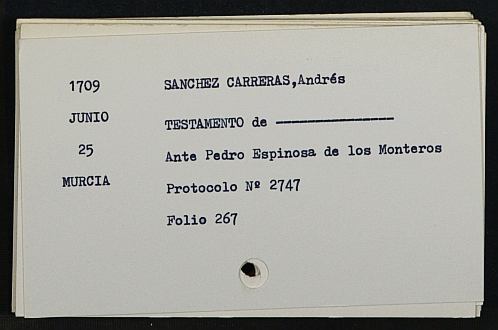 1709 SANCHEZ CARRERAS,Andrés
JUNIO TESTAMENTO de ---------------
25 Ante Pedro Espinosa de los Monteros
MURCIA Protocolo Nº 2747
Folio 267